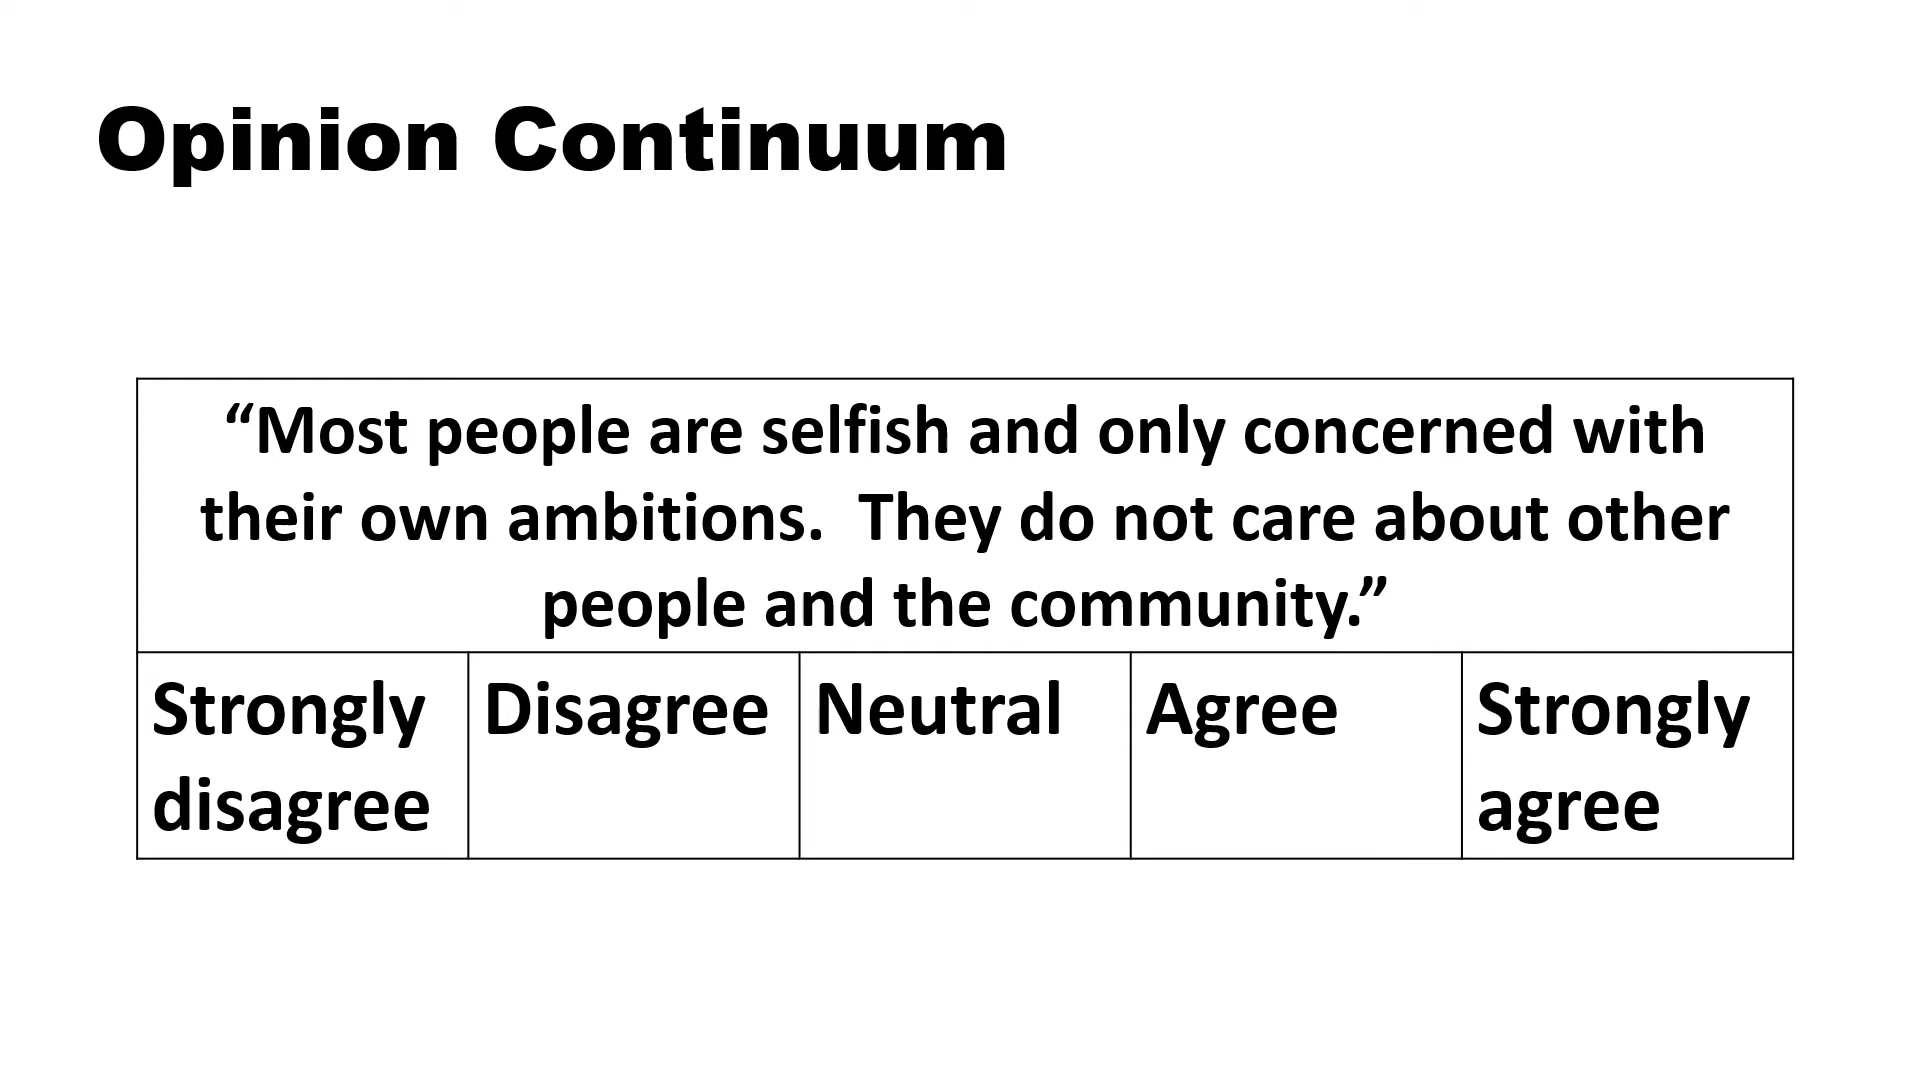 Opinion Continuum
“Most people are selfish and only concerned with
their own ambitions.  They do not care about other
people and the community.”
Strongly disagree
Disagree
Neutral
Agree
Strongly agree